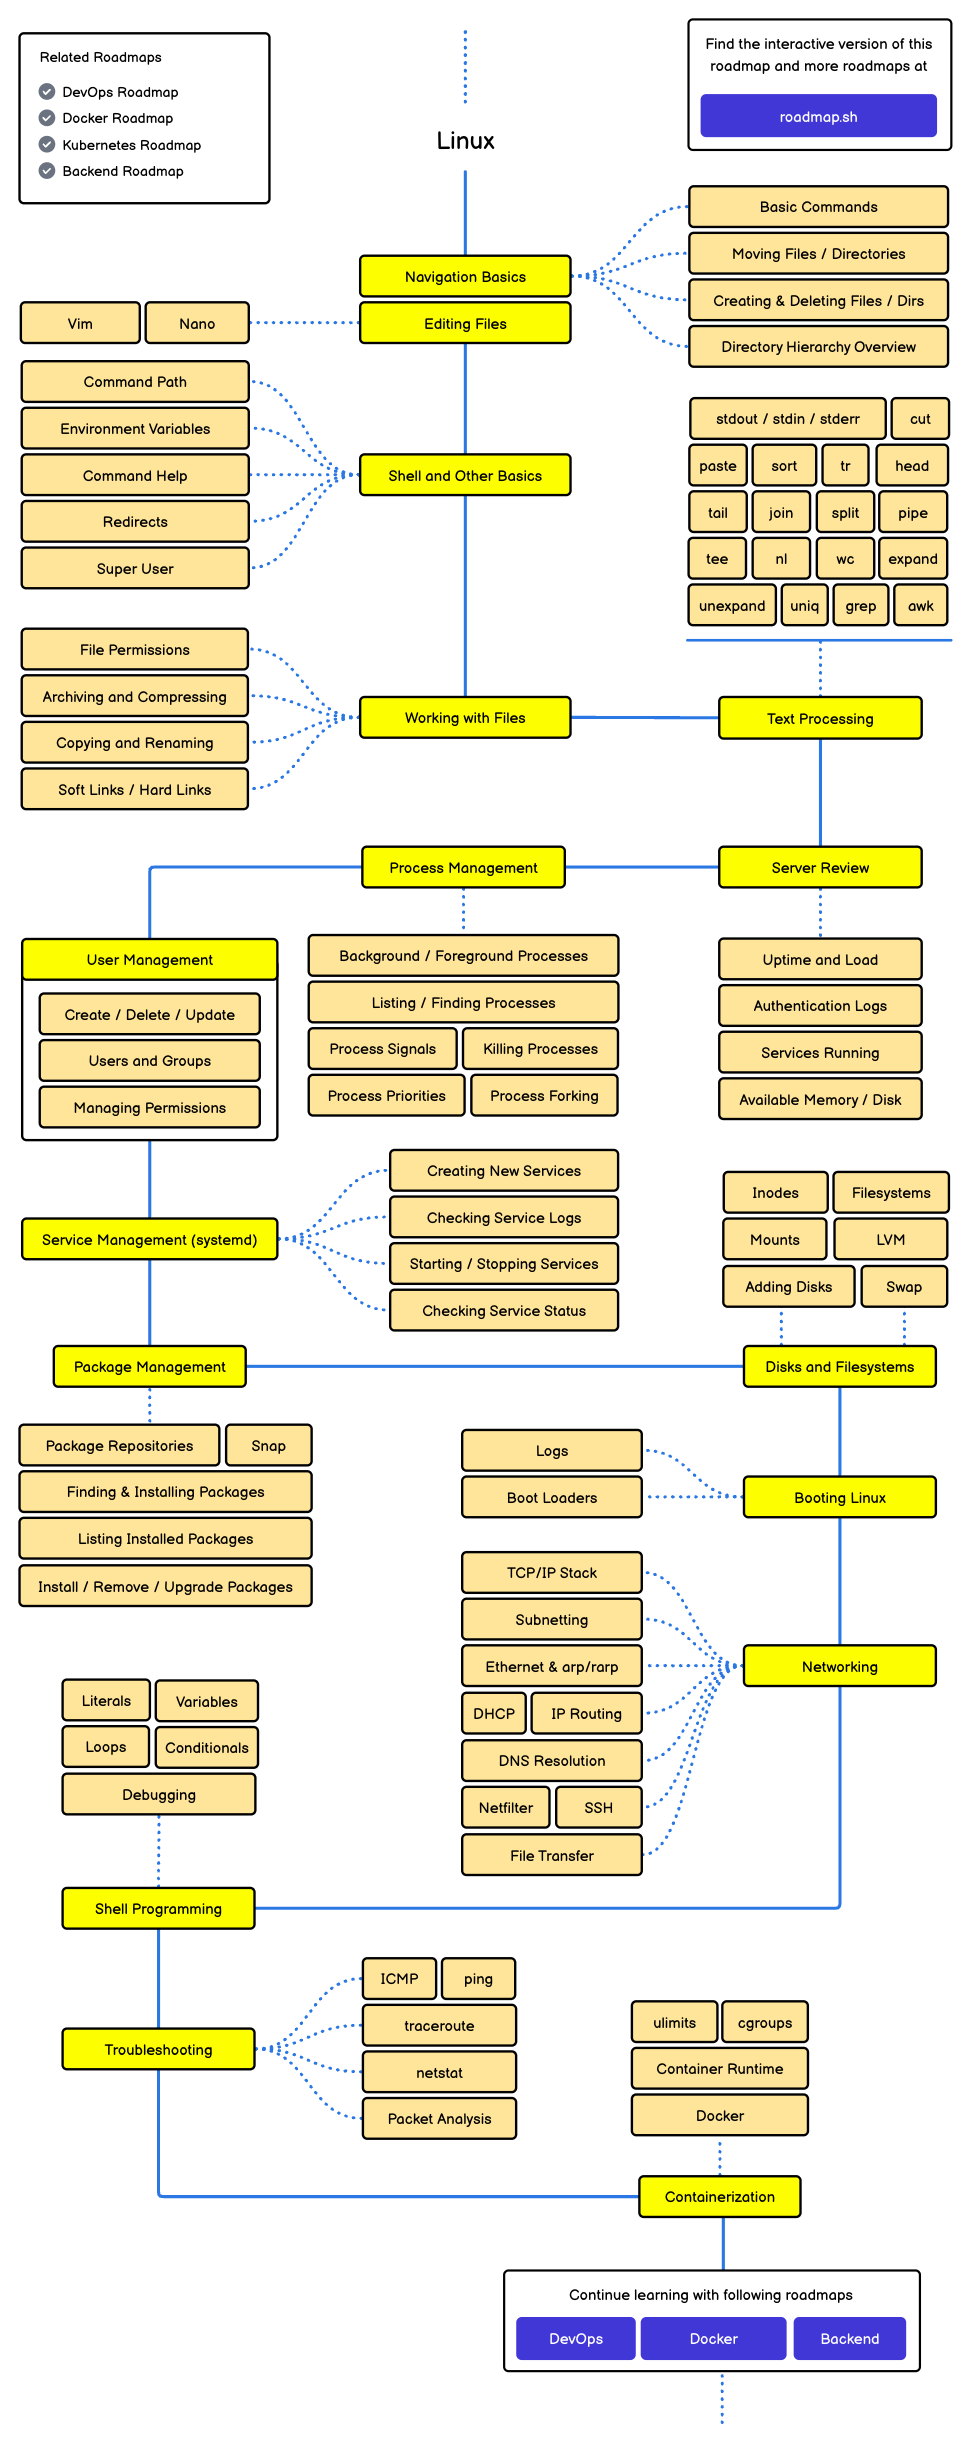 Related Roadmaps
DevOps Roadmap
Docker Roadmap
Kubernetes Roadmap
Backend Roadmap
Linux
Find the interactive version of this
roadmap and more roadmaps at
roadmap.sh
Navigation Basics
Basic Commands
Moving Files / Directories
Creating & Deleting Files / Dirs
Directory Hierarchy Overview
Editing Files
Vim
Nano
Shell and Other Basics
Command Path
Environment Variables
Command Help
Redirects
Super User
Working with Files
File Permissions
Archiving and Compressing
Copying and Renaming
Soft Links / Hard Links
stdout / stdin / stderr
cut
paste
sort
tr
head
tail
join
split
pipe
tee
nl
wc
expand
unexpand
uniq
grep
awk
Text Processing
Server Review
Uptime and Load
Authentication Logs
Services Running
Available Memory / Disk
Process Management
Background / Foreground Processes
Listing / Finding Processes
Process Signals
Killing Processes
Process Priorities
Process Forking
User Management
Create / Delete / Update
Users and Groups
Managing Permissions
Service Management (systemd)
Creating New Services
Checking Service Logs
Starting / Stopping Services
Checking Service Status
Package Management
Package Repositories
Snap
Finding & Installing Packages
Listing Installed Packages
Install / Remove / Upgrade Packages
Inodes
Filesystems
Mounts
LVM
Adding Disks
Swap
Disks and Filesystems
Booting Linux
Logs
Boot Loaders
Networking
TCP/IP Stack
Subnetting
Ethernet & arp/rarp
DHCP
IP Routing
DNS Resolution
Netfilter
SSH
File Transfer
Literals
Variables
Loops
Conditionals
Debugging
Shell Programming
Troubleshooting
ICMP
ping
traceroute
netstat
Packet Analysis
ulimits
cgroups
Container Runtime
Docker
Containerization
Continue learning with following roadmaps
DevOps
Docker
Backend